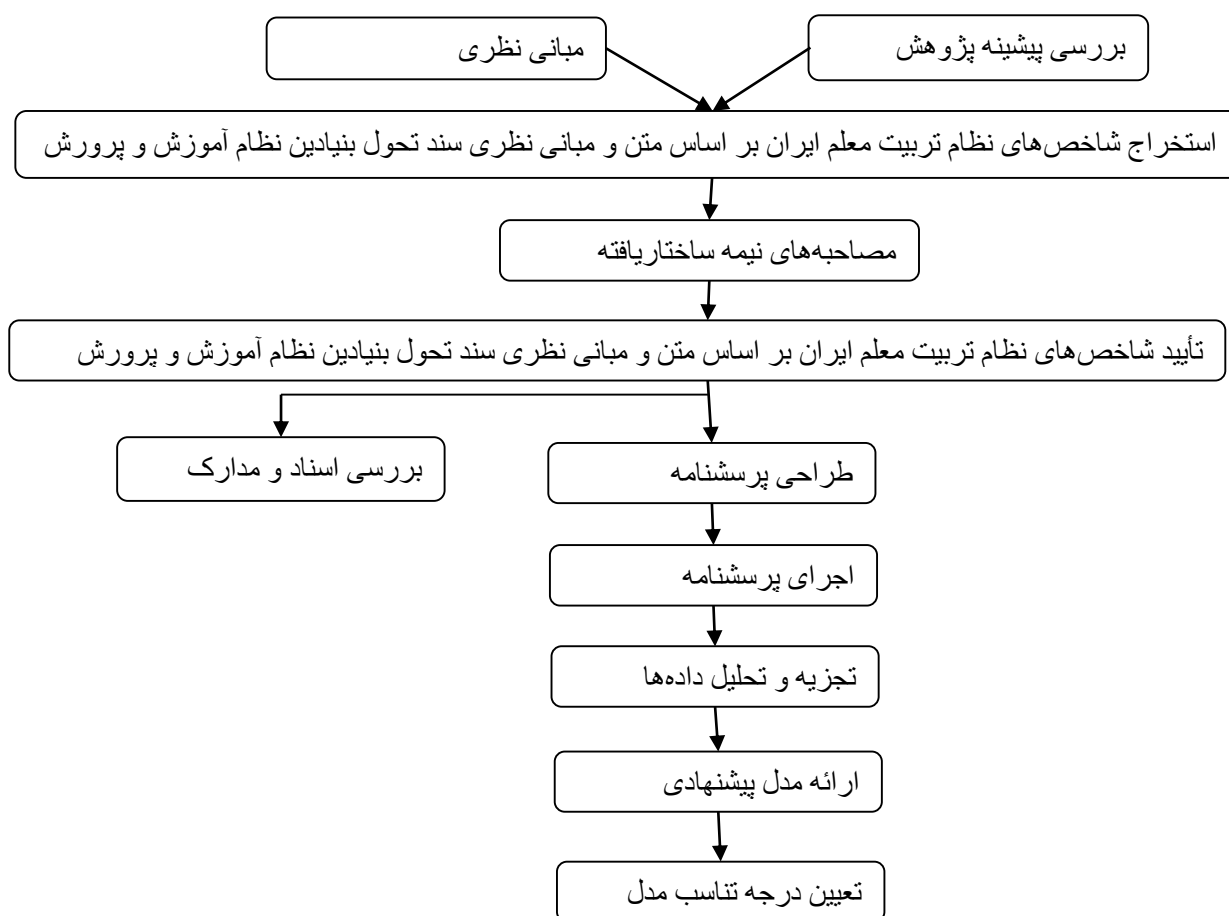 بررسی پیشینه پژوهش
مبانی نظری
استخراج شاخص‌های نظام تربیت معلم ایران بر اساس متن و مبانی نظری سند تحول بنیادین نظام آموزش و پرورش
مصاحبه‌های نیمه ساختاریافته
تأیید شاخص‌های نظام تربیت معلم ایران بر اساس متن و مبانی نظری سند تحول بنیادین نظام آموزش و پرورش
طراحی پرسشنامه
بررسی اسناد و مدارک
اجرای پرسشنامه
تجزیه و تحلیل داده‌ها
ارائه مدل پیشنهادی
تعیین درجه تناسب مدل